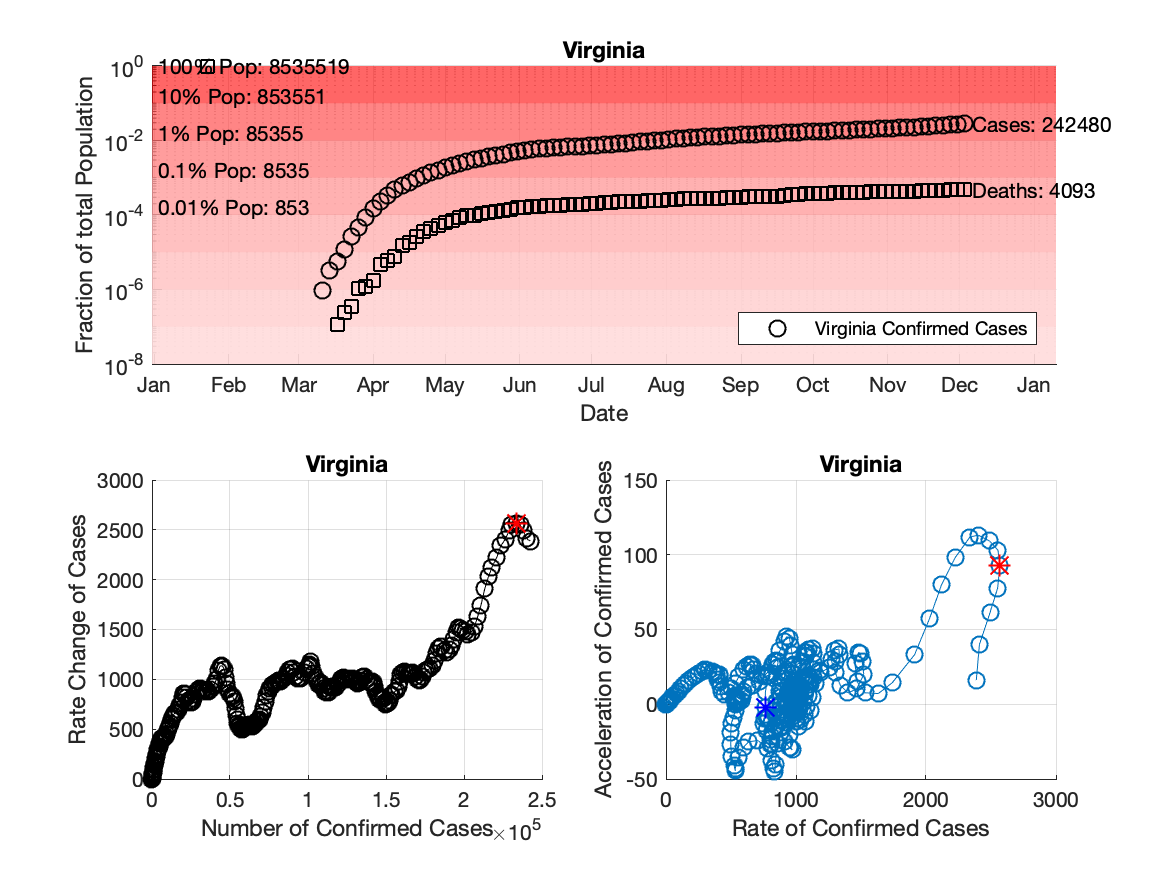 Virginia
10^0
10^-2
10^-4
10^-6
10^-8
Fraction of total Population
100% Pop: 8535519
10% Pop: 853551
1% Pop: 85355
0.1% Pop: 8535
0.01% Pop: 853
Cases: 242480
Deaths: 4093
Virginia Confirmed Cases
Jan Feb Mar Apr May Jun Jul Aug Sep Oct Nov Dec Jan
Date
Virginia
3000
2500
2000
1500
1000
500
0
Rate Change of Cases
0 0.5 1 1.5 2 2.5
Number of Confirmed Cases
×10^5
Virginia
150
100
50
0
-50
Acceleration of Confirmed Cases
0 1000 2000 3000
Rate of Confirmed Cases